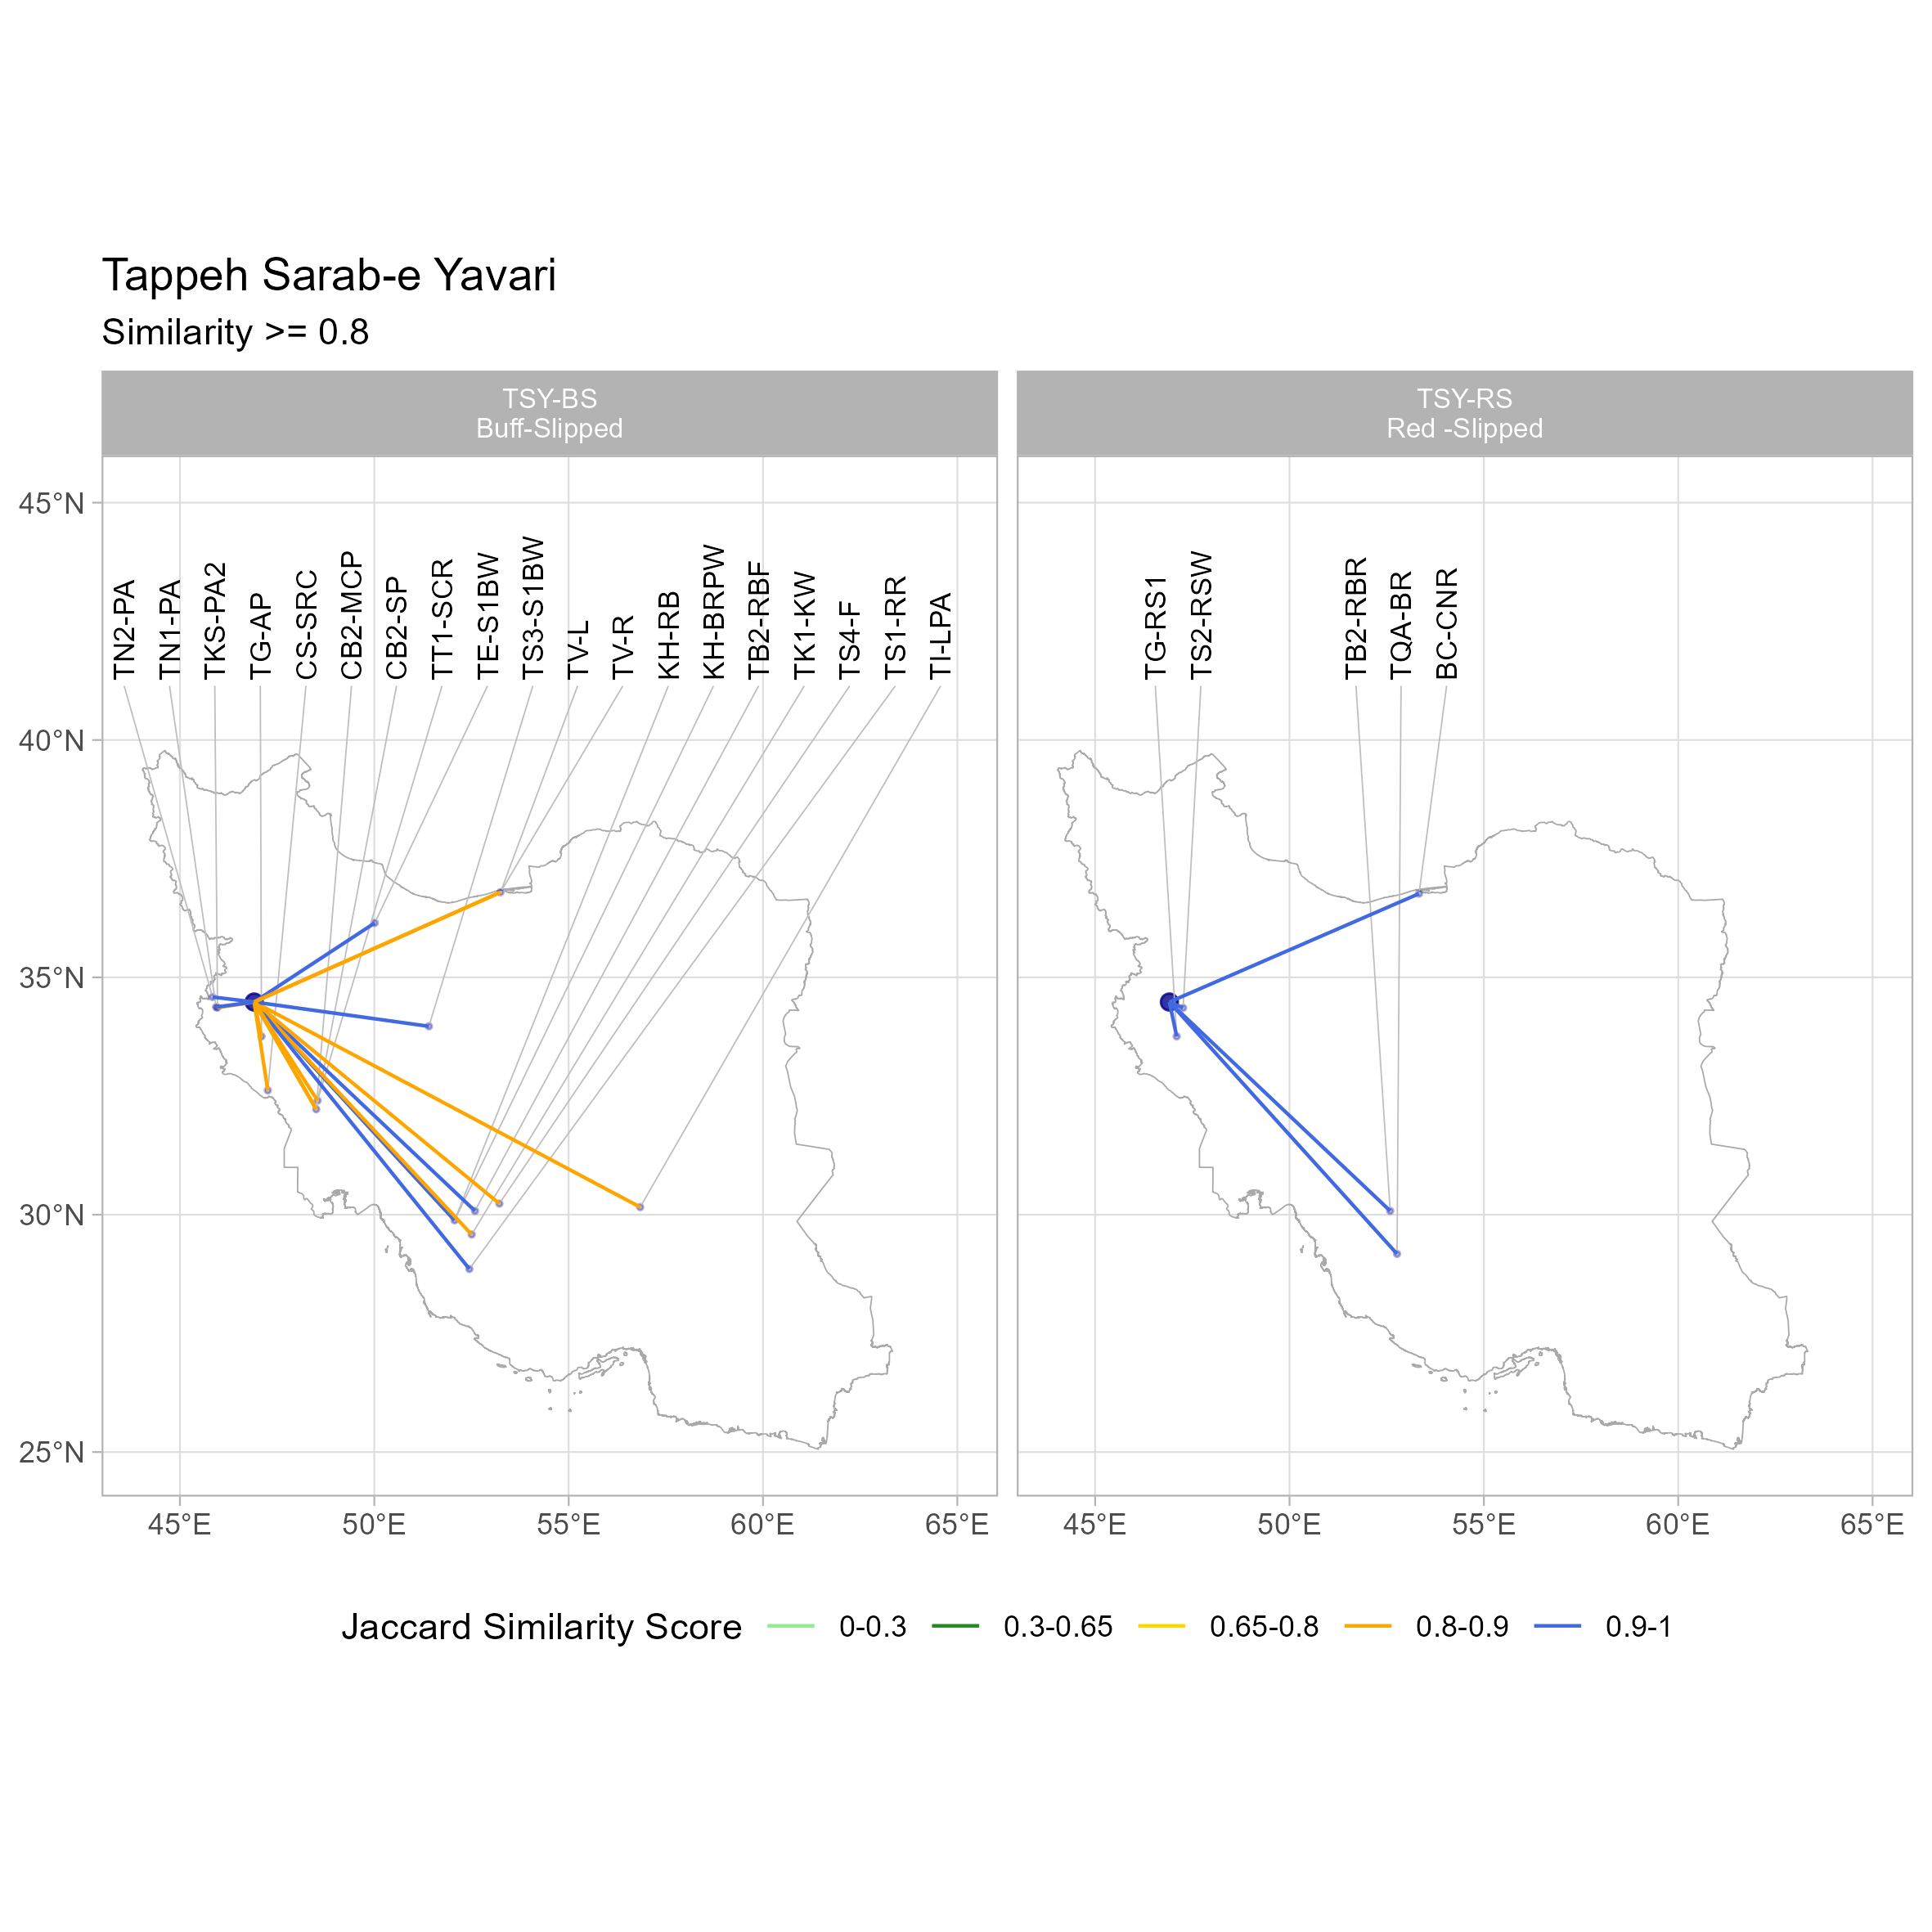 Tappeh Sarab-e Yavari
Similarity >= 0.8
TSY-BS
Buff-Slipped
TSY-RS
Red -Slipped
45°N
40°N
35°N
30°N
25°N
TN2-PA
TN1-PA
TKS-PA2
TG-AP
CS-SRC
CB2-MCP
CB2-SP
TT1-SCR
TE-S1BW
TS3-S1BW
TV-L
TV-R
KH-RB
KH-BRPW
TB2-RBF
TK1-KW
TS4-F
TS1-RR
TI-LPA
TG-RS1
TS2-RSW
TB2-RBR
TQA-BR
BC-CNR
45°E 50°E 55°E 60°E 65°E
45°E 50°E 55°E 60°E 65°E
Jaccard Similarity Score 0-0.3 0.3-0.65 0.65-0.8 0.8-0.9 0.9-1